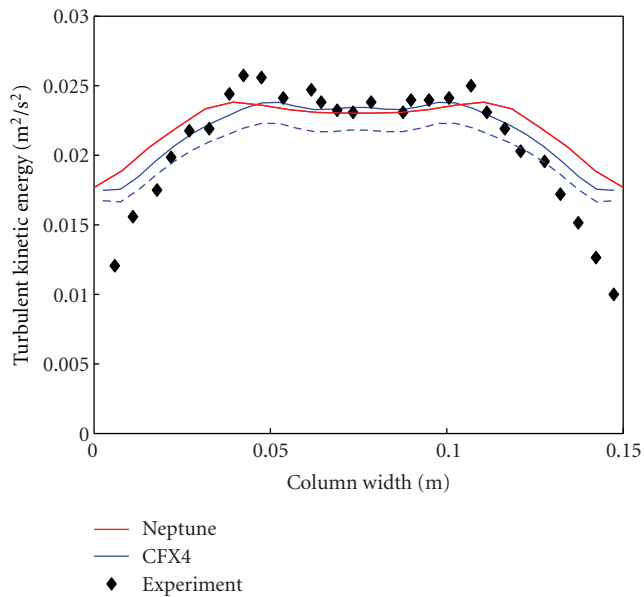 0.03
0.025
0.02
0.015
0.01
0.005
0
Turbulent kinetic energy (m²/s²)
0 0.05 0.1 0.15
Column width (m)
Neptune
CFX4
Experiment